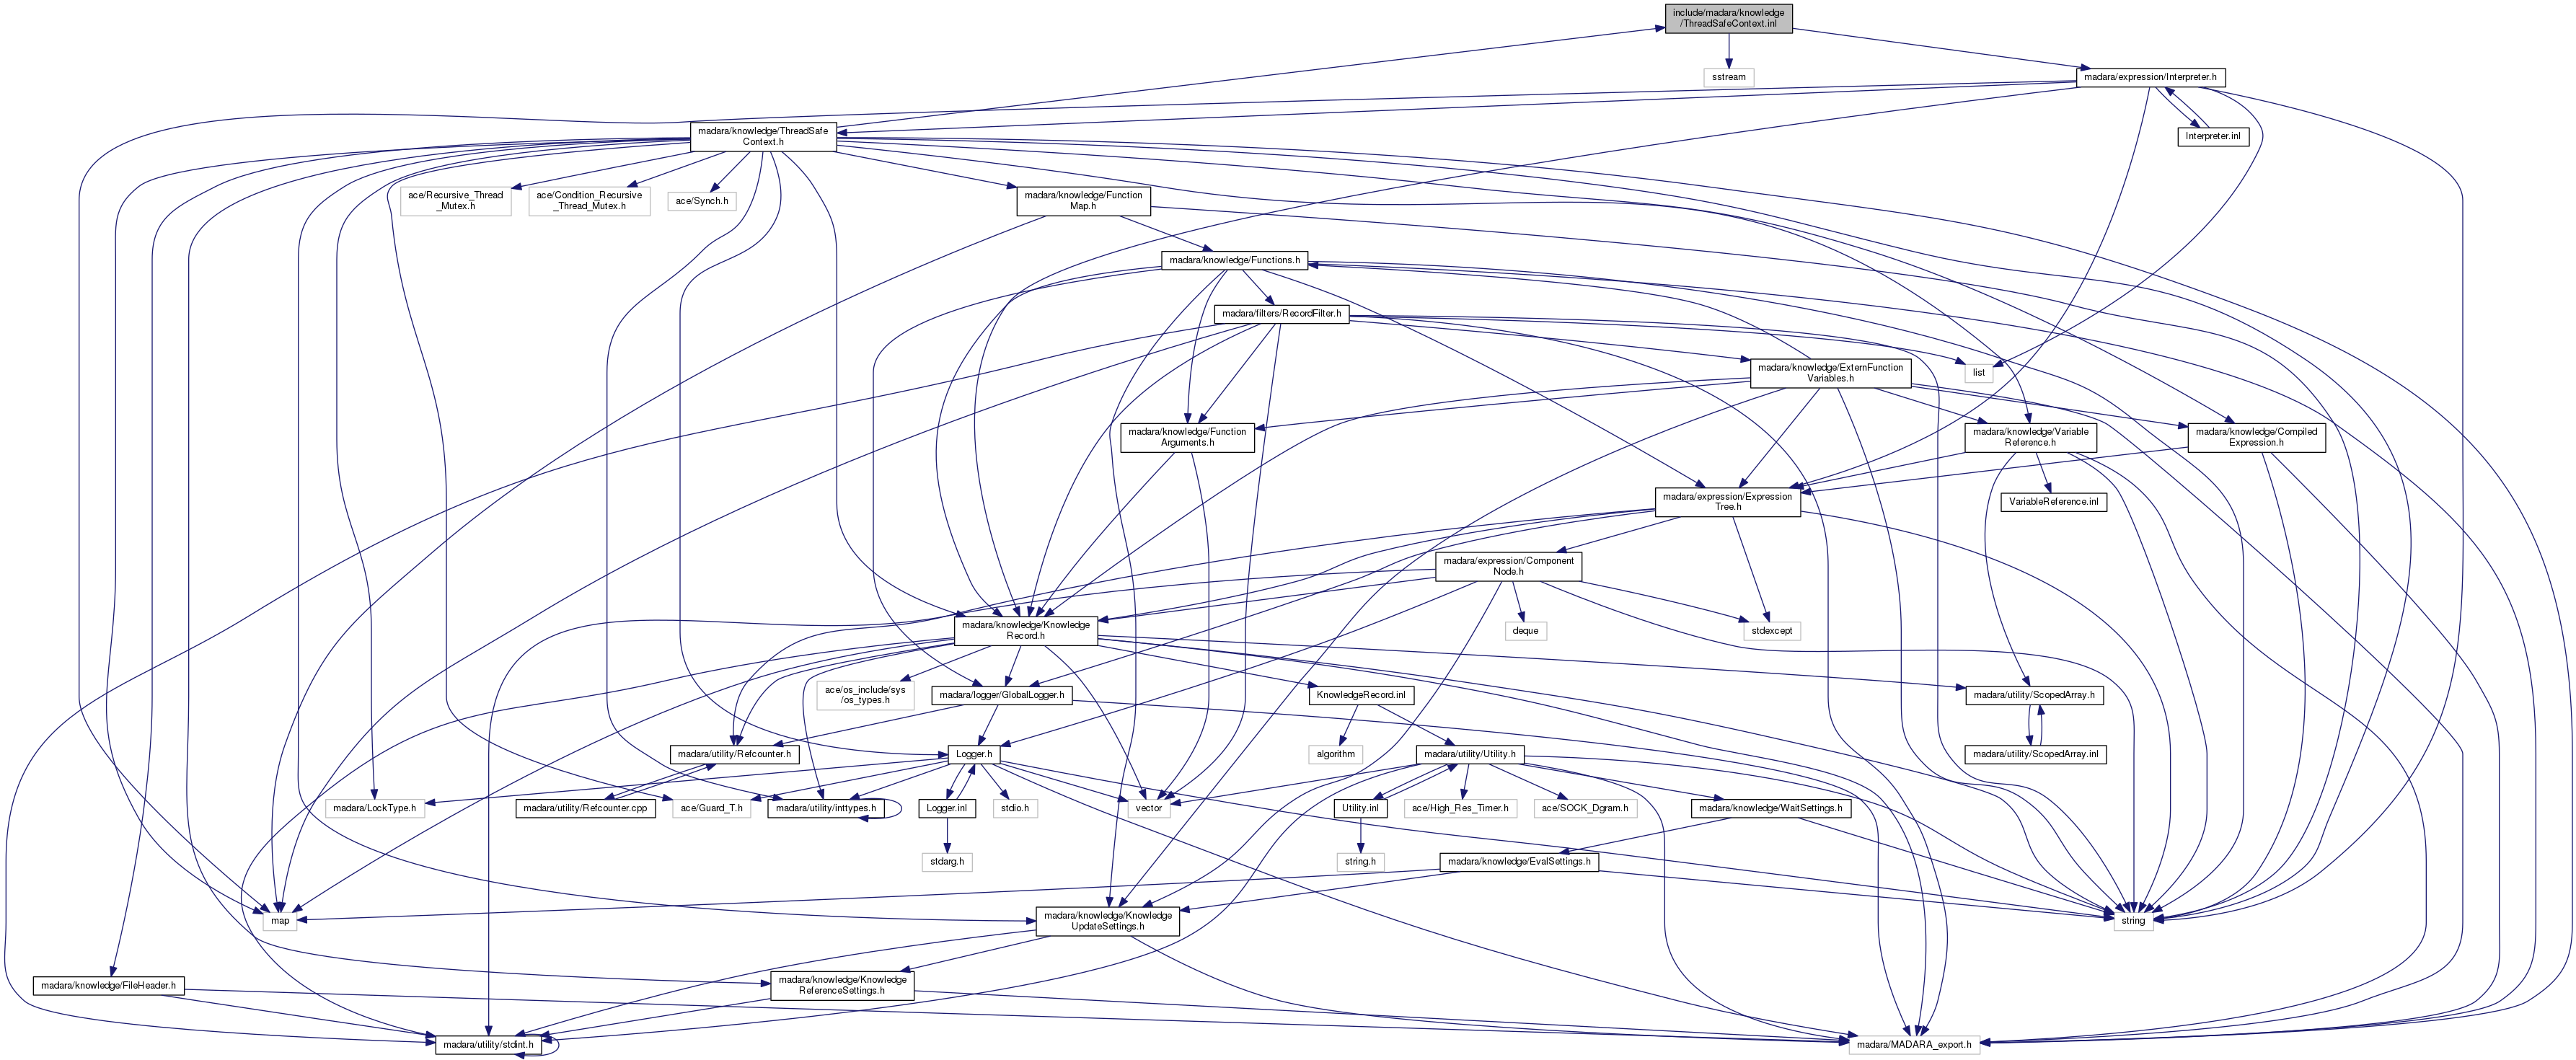 include/madara/knowledge
/ThreadSafeContext.inl
sstream
madara/expression/Interpreter.h
madara/knowledge/ThreadSafe
Context.h
Interpreter.inl
ace/Recursive_Thread
_Mutex.h
ace/Condition_Recursive
_Thread_Mutex.h
ace/Synch.h
madara/knowledge/Function
Map.h
madara/knowledge/Functions.h
madara/filters/RecordFilter.h
madara/knowledge/ExternFunction
Variables.h
list
madara/knowledge/Function
Arguments.h
madara/knowledge/Variable
Reference.h
madara/knowledge/Compiled
Expression.h
madara/expression/Expression
Tree.h
VariableReference.inl
madara/expression/Component
Node.h
madara/knowledge/Knowledge
Record.h
deque
stdexcept
ace/os_include/sys
/os_types.h
madara/logger/GlobalLogger.h
KnowledgeRecord.inl
madara/utility/ScopedArray.h
madara/utility/Refcounter.h
Logger.h
algorithm
madara/utility/Utility.h
madara/utility/ScopedArray.inl
madara/LockType.h
madara/utility/Refcounter.cpp
ace/Guard_T.h
madara/utility/inttypes.h
Logger.inl
stdio.h
vector
Utility.inl
ace/High_Res_Timer.h
ace/SOCK_Dgram.h
madara/knowledge/WaitSettings.h
stdarg.h
string.h
madara/knowledge/EvalSettings.h
map
madara/knowledge/Knowledge
UpdateSettings.h
string
madara/knowledge/FileHeader.h
madara/knowledge/Knowledge
ReferenceSettings.h
madara/utility/stdint.h
madara/MADARA_export.h